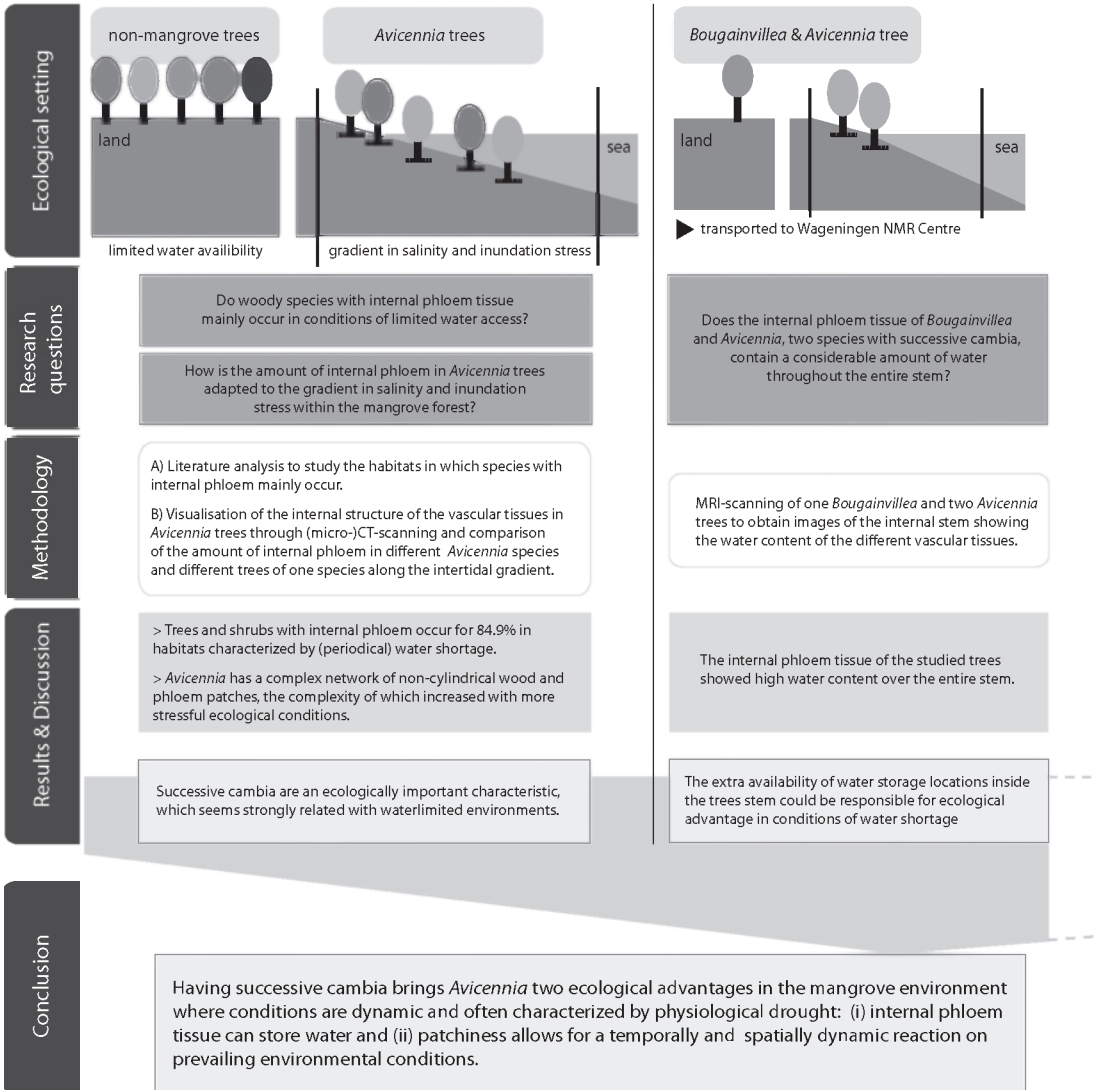 Ecological setting
non-mangrove trees
Avicennia trees
Bougainvillea & Avicennia tree
land
sea
land
sea
limited water availibility
gradient in salinity and inundation stress
transported to Wageningen NMR Centre
Research
questions
Do woody species with internal phloem tissue
mainly occur in conditions of limited water access?
How is the amount of internal phloem in Avicennia trees
adapted to the gradient in salinity and inundation
stress within the mangrove forest?
Does the internal phloem tissue of Bougainvillea
and Avicennia, two species with successive cambia,
contain a considerable amount of water
throughout the entire stem?
Methodology
A) Literature analysis to study the habitats in which species with
internal phloem mainly occur.
B) Visualisation of the internal structure of the vascular tissues in
Avicennia trees through (micro-)CT-scanning and comparison
of the amount of internal phloem in different Avicennia species
and different trees of one species along the intertidal gradient.
MRI-scanning of one Bougainvillea and two Avicennia
trees to obtain images of the internal stem showing
the water content of the different vascular tissues.
Results & Discussion
> Trees and shrubs with internal phloem occur for 84.9% in
habitats characterized by (periodical) water shortage.
> Avicennia has a complex network of non-cylindrical wood and
phloem patches, the complexity of which increased with more
stressful ecological conditions.
The internal phloem tissue of the studied trees
showed high water content over the entire stem.
Successive cambia are an ecologically important characteristic,
which seems strongly related with waterlimited environments.
The extra availability of water storage locations inside
the trees stem could be responsible for ecological
advantage in conditions of water shortage
Conclusion
Having successive cambia brings Avicennia two ecological advantages in the mangrove environment
where conditions are dynamic and often characterized by physiological drought: (i) internal phloem
tissue can store water and (ii) patchiness allows for a temporally and spatially dynamic reaction on
prevailing environmental conditions.